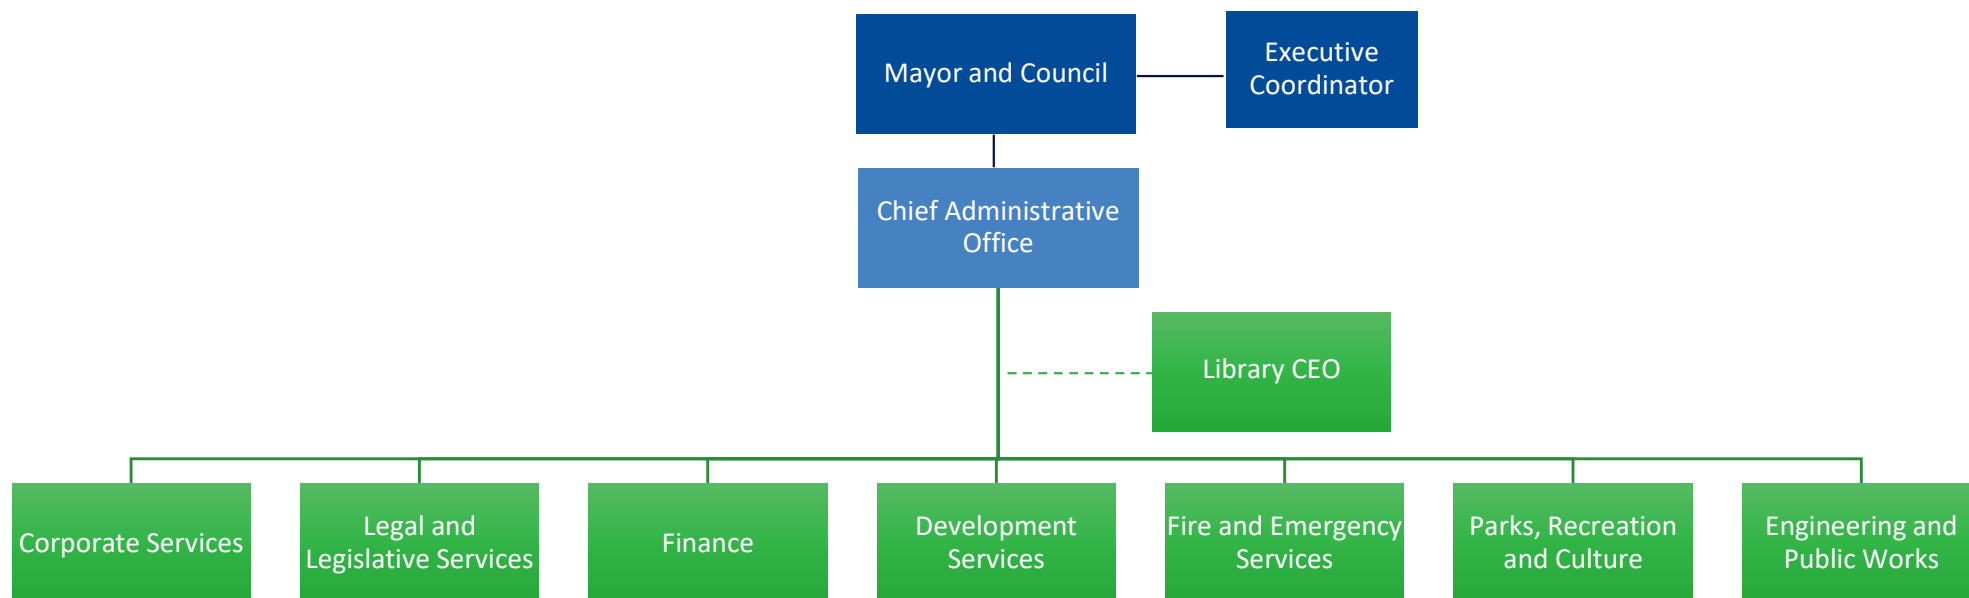 Mayor and Council
Executive
Coordinator
Chief Administrative
Office
Library CEO
Corporate Services
Legal and
Legislative Services
Finance
Development
Services
Fire and Emergency
Services
Parks, Recreation
and Culture
Engineering and
Public Works